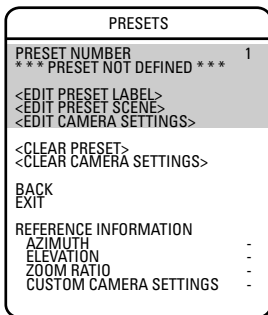 PRESETS
PRESET NUMBER 1
* * * PRESET NOT DEFINED * * *
<EDIT PRESET LABEL>
<EDIT PRESET SCENE>
<EDIT CAMERA SETTINGS>
<CLEAR PRESET>
<CLEAR CAMERA SETTINGS>
BACK
EXIT
REFERENCE INFORMATION
AZIMUTH -
ELEVATION -
ZOOM RATIO -
CUSTOM CAMERA SETTINGS -